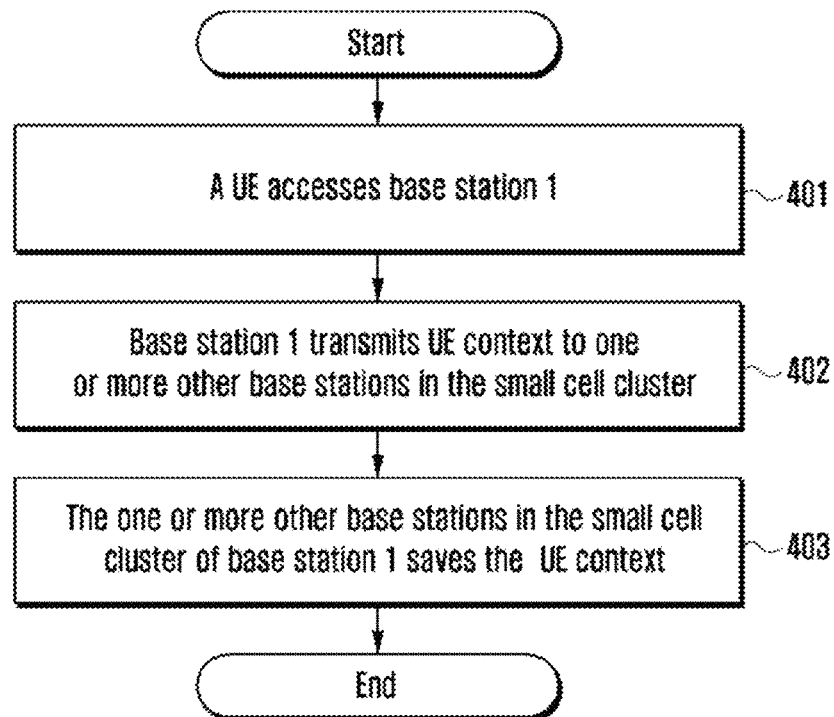 Start
A UE accesses base station 1
401
Base station 1 transmits UE context to one
or more other base stations in the small cell cluster
402
The one or more other base stations in the small cell
cluster of base station 1 saves the UE context
403
End